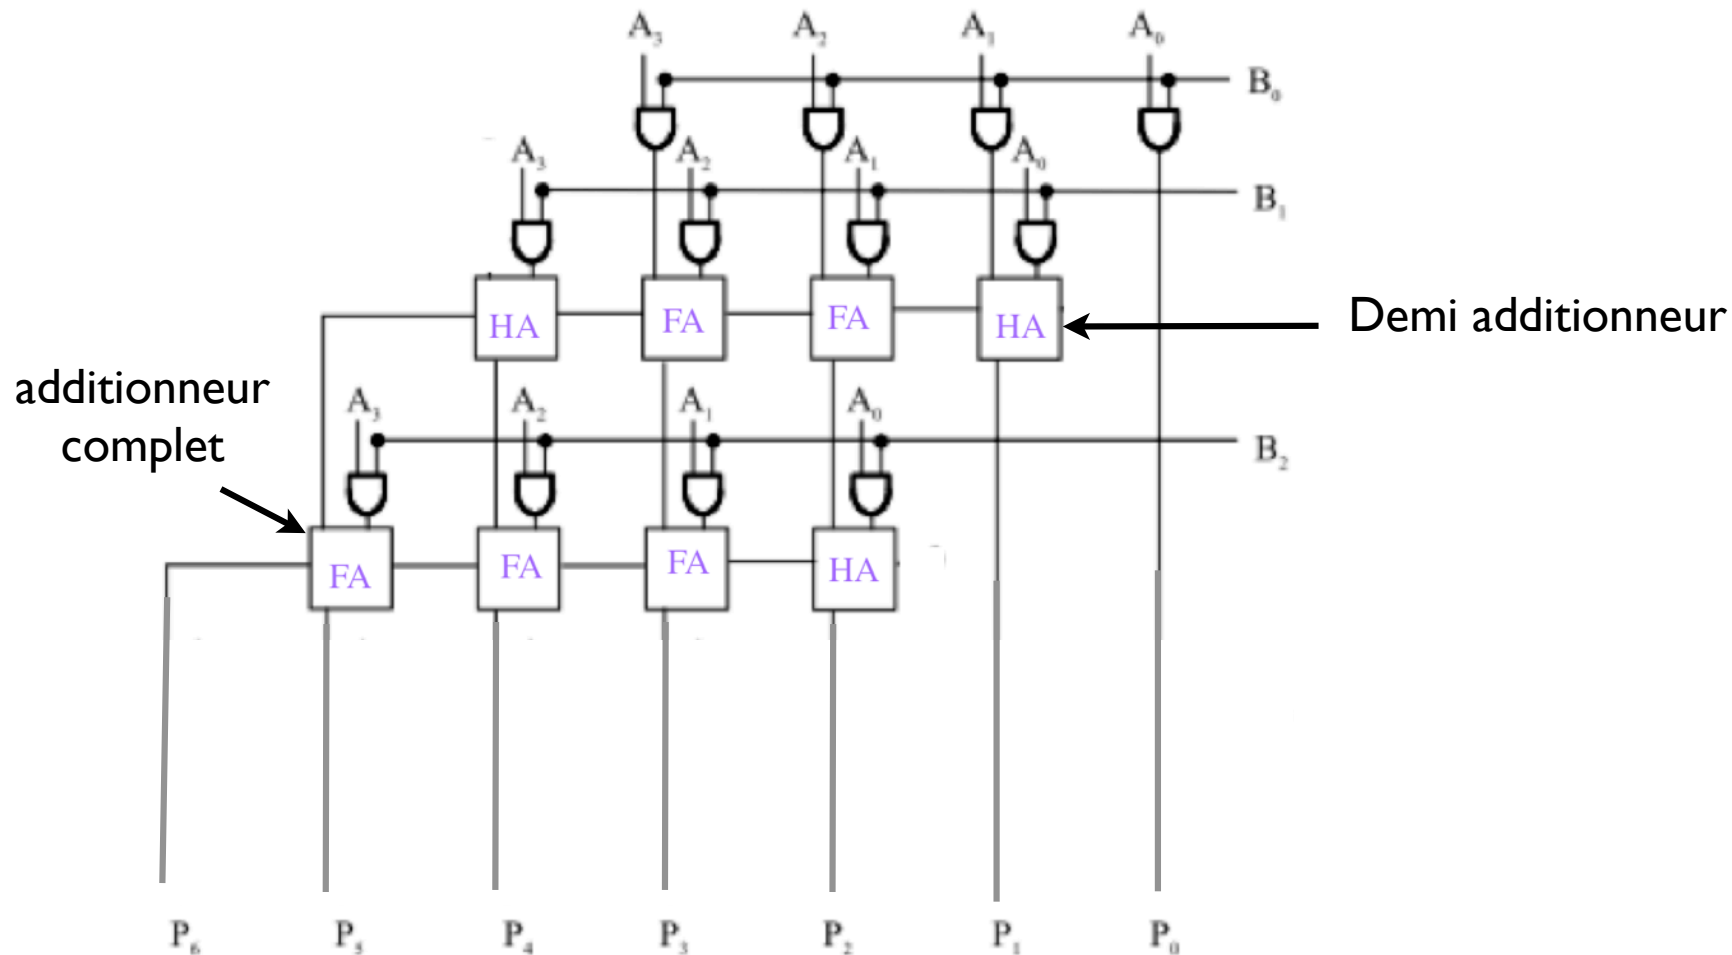 A₃ A₂ A₁ A₀
B₀
A₃ A₂ A₁ A₀
B₁
HA FA FA HA
Demi additionneur
additionneur
complet
A₃ A₂ A₁ A₀
B₂
FA FA FA HA
P₆ P₅ P₄ P₃ P₂ P₁ P₀